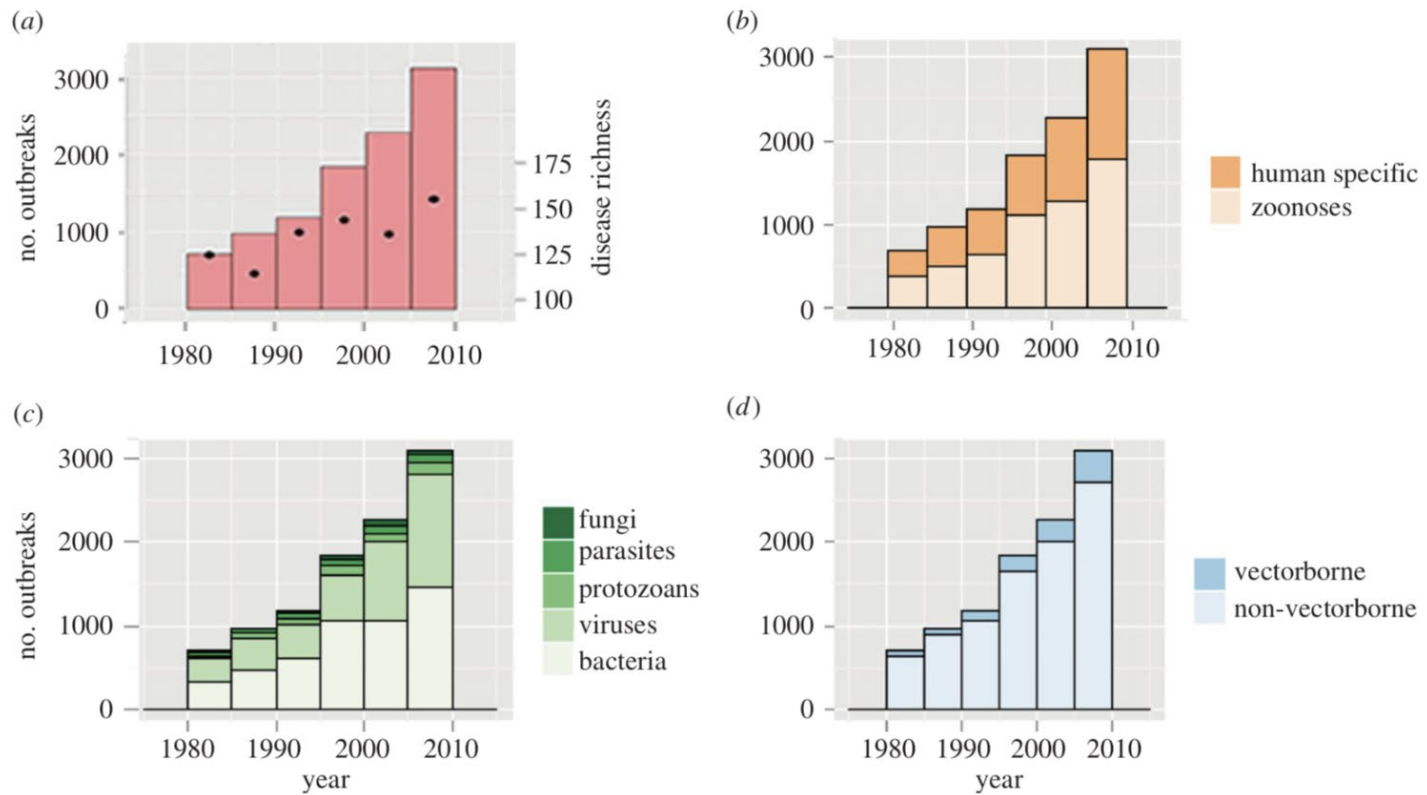 (a)
no. outbreaks
3000
2000
1000
0
175
150
125
100
disease richness
1980 1990 2000 2010
(b)
3000
2000
1000
0
1980 1990 2000 2010
human specific
zoonoses
(c)
no. outbreaks
3000
2000
1000
0
1980 1990 2000 2010
year
fungi
parasites
protozoans
viruses
bacteria
(d)
3000
2000
1000
0
1980 1990 2000 2010
year
vectorborne
non-vectorborne